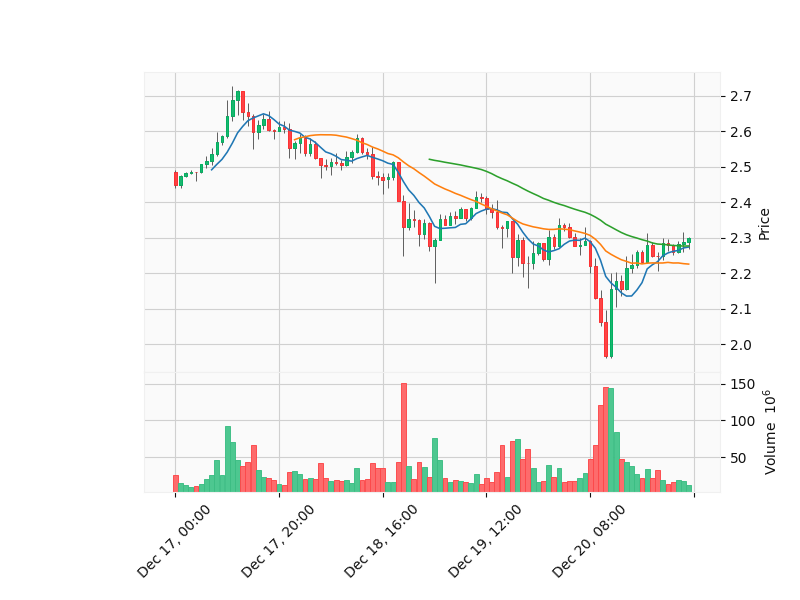 2.7
2.6
2.5
2.4
2.3
2.2
2.1
2.0
Price
150
100
50
Volume 10^6
Dec 17, 00:00
Dec 17, 20:00
Dec 18, 16:00
Dec 19, 12:00
Dec 20, 08:00